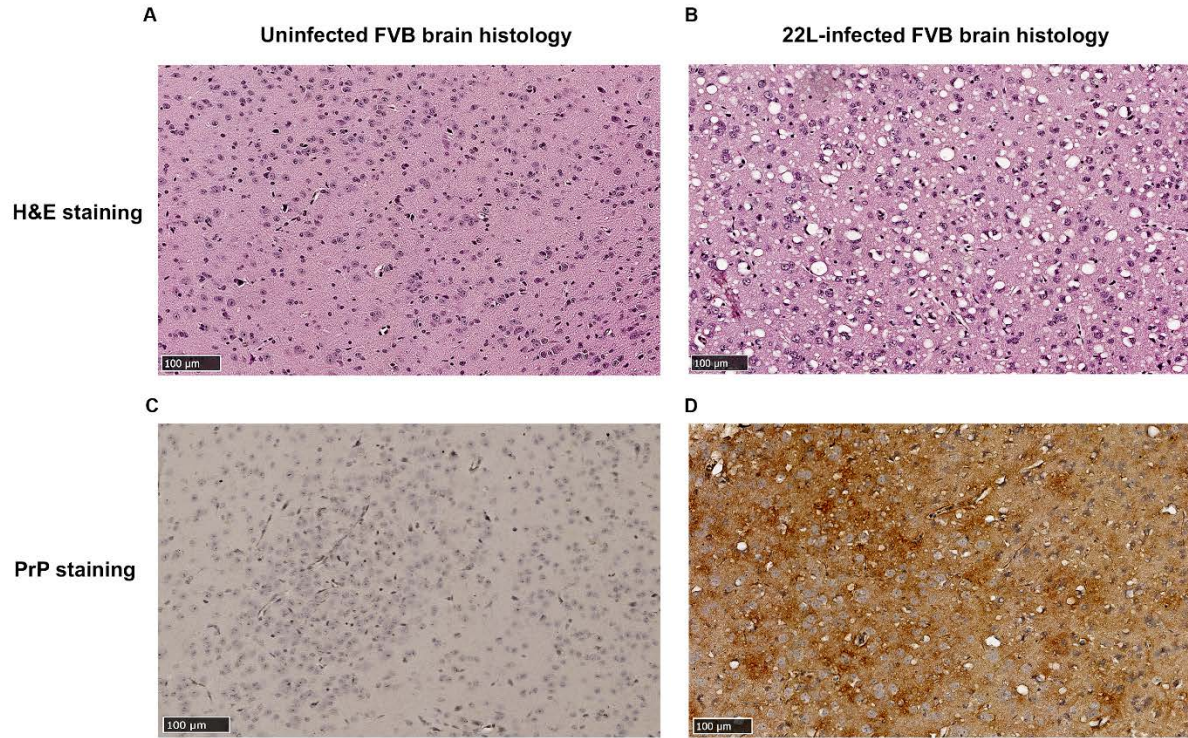 A
Uninfected FVB brain histology
B
22L-infected FVB brain histology
H&E staining
100 µm
100 µm
C
D
PrP staining
100 µm
100 µm